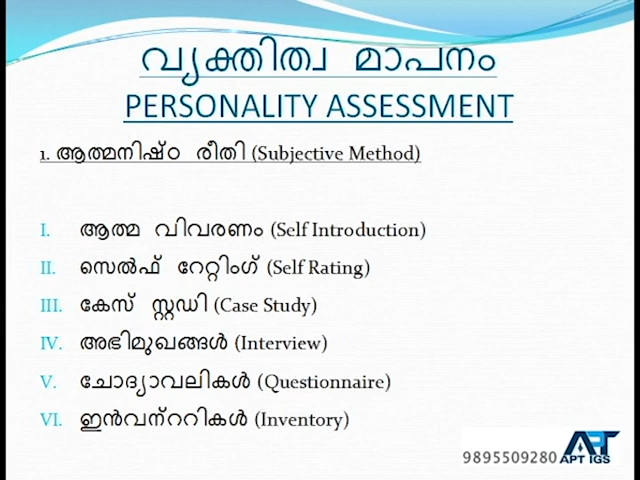 വ്യക്തിത്വ മാപനം
PERSONALITY ASSESSMENT
1. ആത്മനിഷ്ഠ രീതി (Subjective Method)
I. ആത്മ വിവരണം (Self Introduction)
II. സെൽഫ് റേറ്റിംഗ് (Self Rating)
III. കേസ് സ്റ്റഡി (Case Study)
IV. അഭിമുഖങ്ങൾ (Interview)
V. ചോദ്യാവലികൾ (Questionnaire)
VI. ഇൻവന്ററികൾ (Inventory)
9895509280
APT
APT IGS